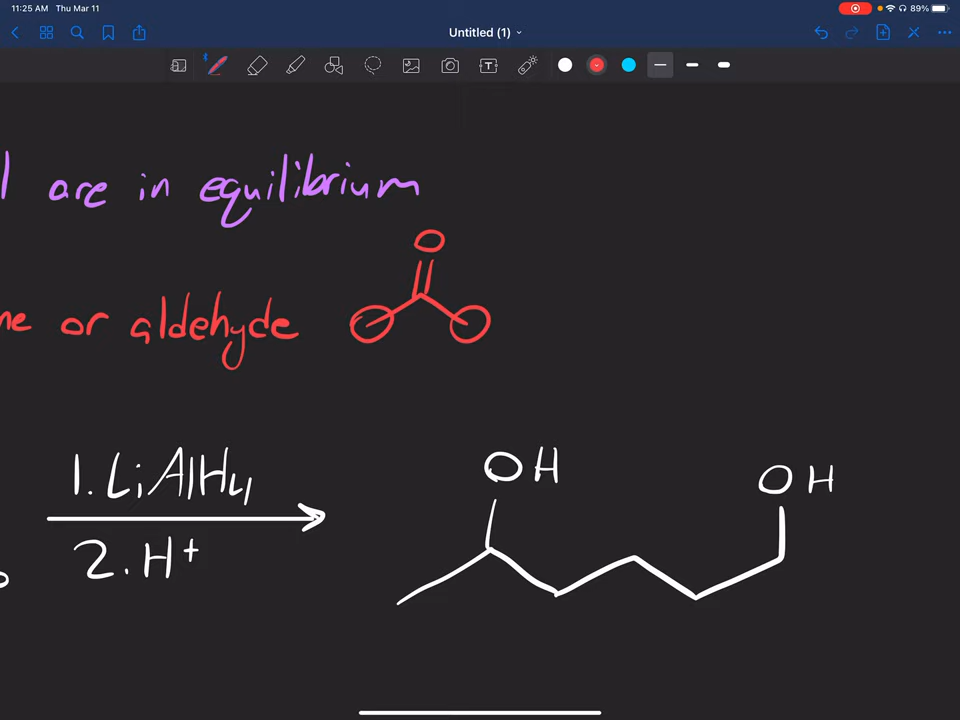 11:25 AM Thu Mar 11
89%
Untitled (1)
are in equilibrium
O
or aldehyde
1. LiAlH4
2. H+
OH
OH